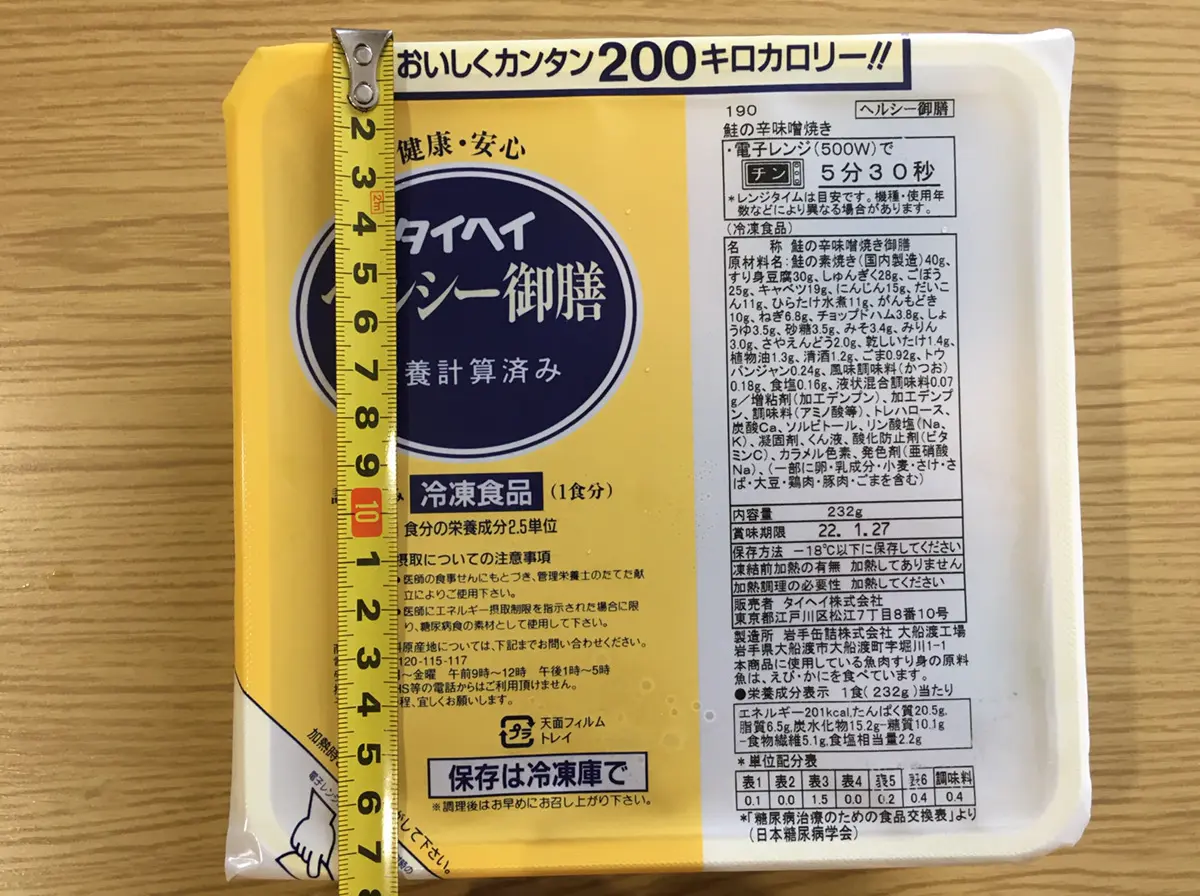 おいしくカンタン200キロカロリー!!
健康・安心
タイヘイ
ルシー御膳
養計算済み
冷凍食品 (1食分)
食分の栄養成分2.5単位
摂取についての注意事項
医師の食事せんにもとづき、管理栄養士のたてた献
立によりご使用下さい。
医師にエネルギー摂取制限を指示された場合に限
り、糖尿病食の素材として使用して下さい。
原産地については、下記までお問い合わせください。
120-115-117
～金曜 午前9時～12時 午後1時～5時
HS等の電話からはご利用頂けません。
程、宜しくお願いします。
プラ
天面フィルム
トレイ
保存は冷凍庫で
※調理後はお早めにお召し上がり下さい。
加熱時
電子レンジ
して下さい。
2
3
2m
4
5
6
7
8
9
10
1
2
3
4
5
6
7
8
190 ヘルシー御膳
鮭の辛味噌焼き
・電子レンジ(500W)で
チン 5分30秒
*レンジタイムは目安です。機種・使用年
数などにより異なる場合があります。
(冷凍食品)
名 称 鮭の辛味噌焼き御膳
原材料名:鮭の素焼き(国内製造)40g、
すり身豆腐30g、しゅんぎく28g、ごぼう
25g、キャベツ19g、にんじん15g、だいこ
ん11g、ひらたけ水煮11g、がんもどき
10g、ねぎ6.8g、チョップドハム3.8g、しょ
うゆ3.5g、砂糖3.5g、みそ3.4g、みりん
3.0g、さやえんどう2.0g、乾しいたけ1.4g、
植物油1.3g、清酒1.2g、ごま0.92g、トウ
バンジャン0.24g、風味調味料(かつお)
0.18g、食塩0.16g、液状混合調味料0.07
g/増粘剤(加工デンプン)、加工デンプ
ン、調味料(アミノ酸等)、トレハロース、
炭酸Ca、ソルビトール、リン酸塩(Na、
K)、凝固剤、くん液、酸化防止剤(ビタ
ミンC)、カラメル色素、発色剤(亜硝酸
Na)、(一部に卵・乳成分・小麦・さけ・さ
ば・大豆・鶏肉・豚肉・ごまを含む)
内容量 232g
賞味期限 22. 1.27
保存方法 -18℃以下に保存してください
凍結前加熱の有無 加熱してありません
加熱調理の必要性 加熱してください
販売者 タイヘイ株式会社
東京都江戸川区松江7丁目8番10号
製造所 岩手缶詰株式会社 大船渡工場
岩手県大船渡市大船渡町字堀川1-1
本商品に使用している魚肉すり身の原料
魚は、えび・かにを食べています。
●栄養成分表示 1食(232g)当たり
エネルギー201kcal,たんぱく質20.5g,
脂質6.5g,炭水化物15.2g-糖質10.1g
-食物繊維5.1g,食塩相当量2.2g
*単位配分表
表1 表2 表3 表4 表5 表6 調味料
0.1 0.0 1.5 0.0 0.2 0.4 0.4
*「糖尿病治療のための食品交換表」より
(日本糖尿病学会)